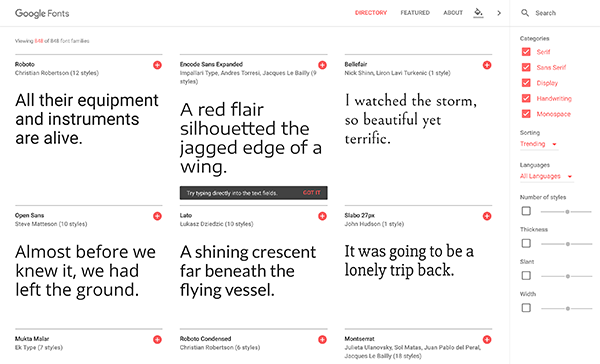 Google Fonts
DIRECTORY FEATURED ABOUT
Search
Viewing 848 of 848 font families
Roboto
Christian Robertson (12 styles)
All their equipment
and instruments
are alive.
Encode Sans Expanded
Impallari Type, Andres Torresi, Jacques Le Bailly (9
styles)
A red flair
silhouetted the
jagged edge of a
wing.
Try typing directly into the text fields. GOT IT
Bellefair
Nick Shinn, Liron Lavi Turkenic (1 style)
I watched the storm,
so beautiful yet
terrific.
Open Sans
Steve Matteson (10 styles)
Almost before we
knew it, we had
left the ground.
Lato
Łukasz Dziedzic (10 styles)
A shining crescent
far beneath the
flying vessel.
Slabo 27px
John Hudson (1 style)
It was going to be a
lonely trip back.
Mukta Malar
Ek Type (7 styles)
Roboto Condensed
Christian Robertson (6 styles)
Montserrat
Julieta Ulanovsky, Sol Matas, Juan Pablo del Peral,
Jacques Le Bailly (18 styles)
Categories
Serif
Sans Serif
Display
Handwriting
Monospace
Sorting
Trending
Languages
All Languages
Number of styles
Thickness
Slant
Width